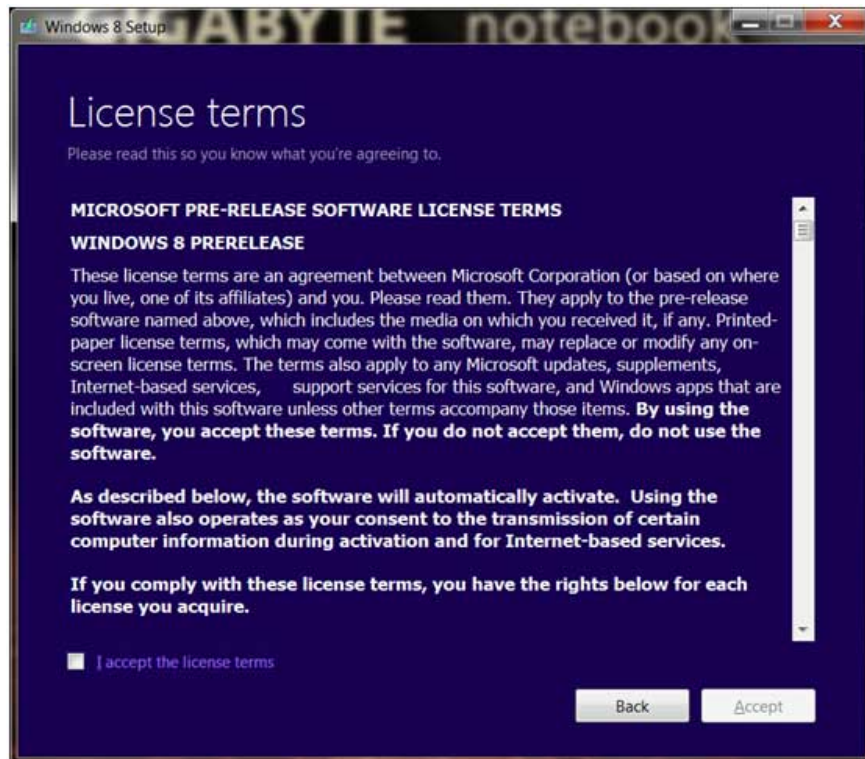 GIGABYTE notebook
Windows 8 Setup
License terms
Please read this so you know what you're agreeing to.
MICROSOFT PRE-RELEASE SOFTWARE LICENSE TERMS
WINDOWS 8 PRERELEASE
These license terms are an agreement between Microsoft Corporation (or based on where
you live, one of its affiliates) and you. Please read them. They apply to the pre-release
software named above, which includes the media on which you received it, if any. Printed-
paper license terms, which may come with the software, may replace or modify any on-
screen license terms. The terms also apply to any Microsoft updates, supplements,
Internet-based services, support services for this software, and Windows apps that are
included with this software unless other terms accompany those items. By using the
software, you accept these terms. If you do not accept them, do not use the
software.
As described below, the software will automatically activate. Using the
software also operates as your consent to the transmission of certain
computer information during activation and for Internet-based services.
If you comply with these license terms, you have the rights below for each
license you acquire.
I accept the license terms
Back Accept